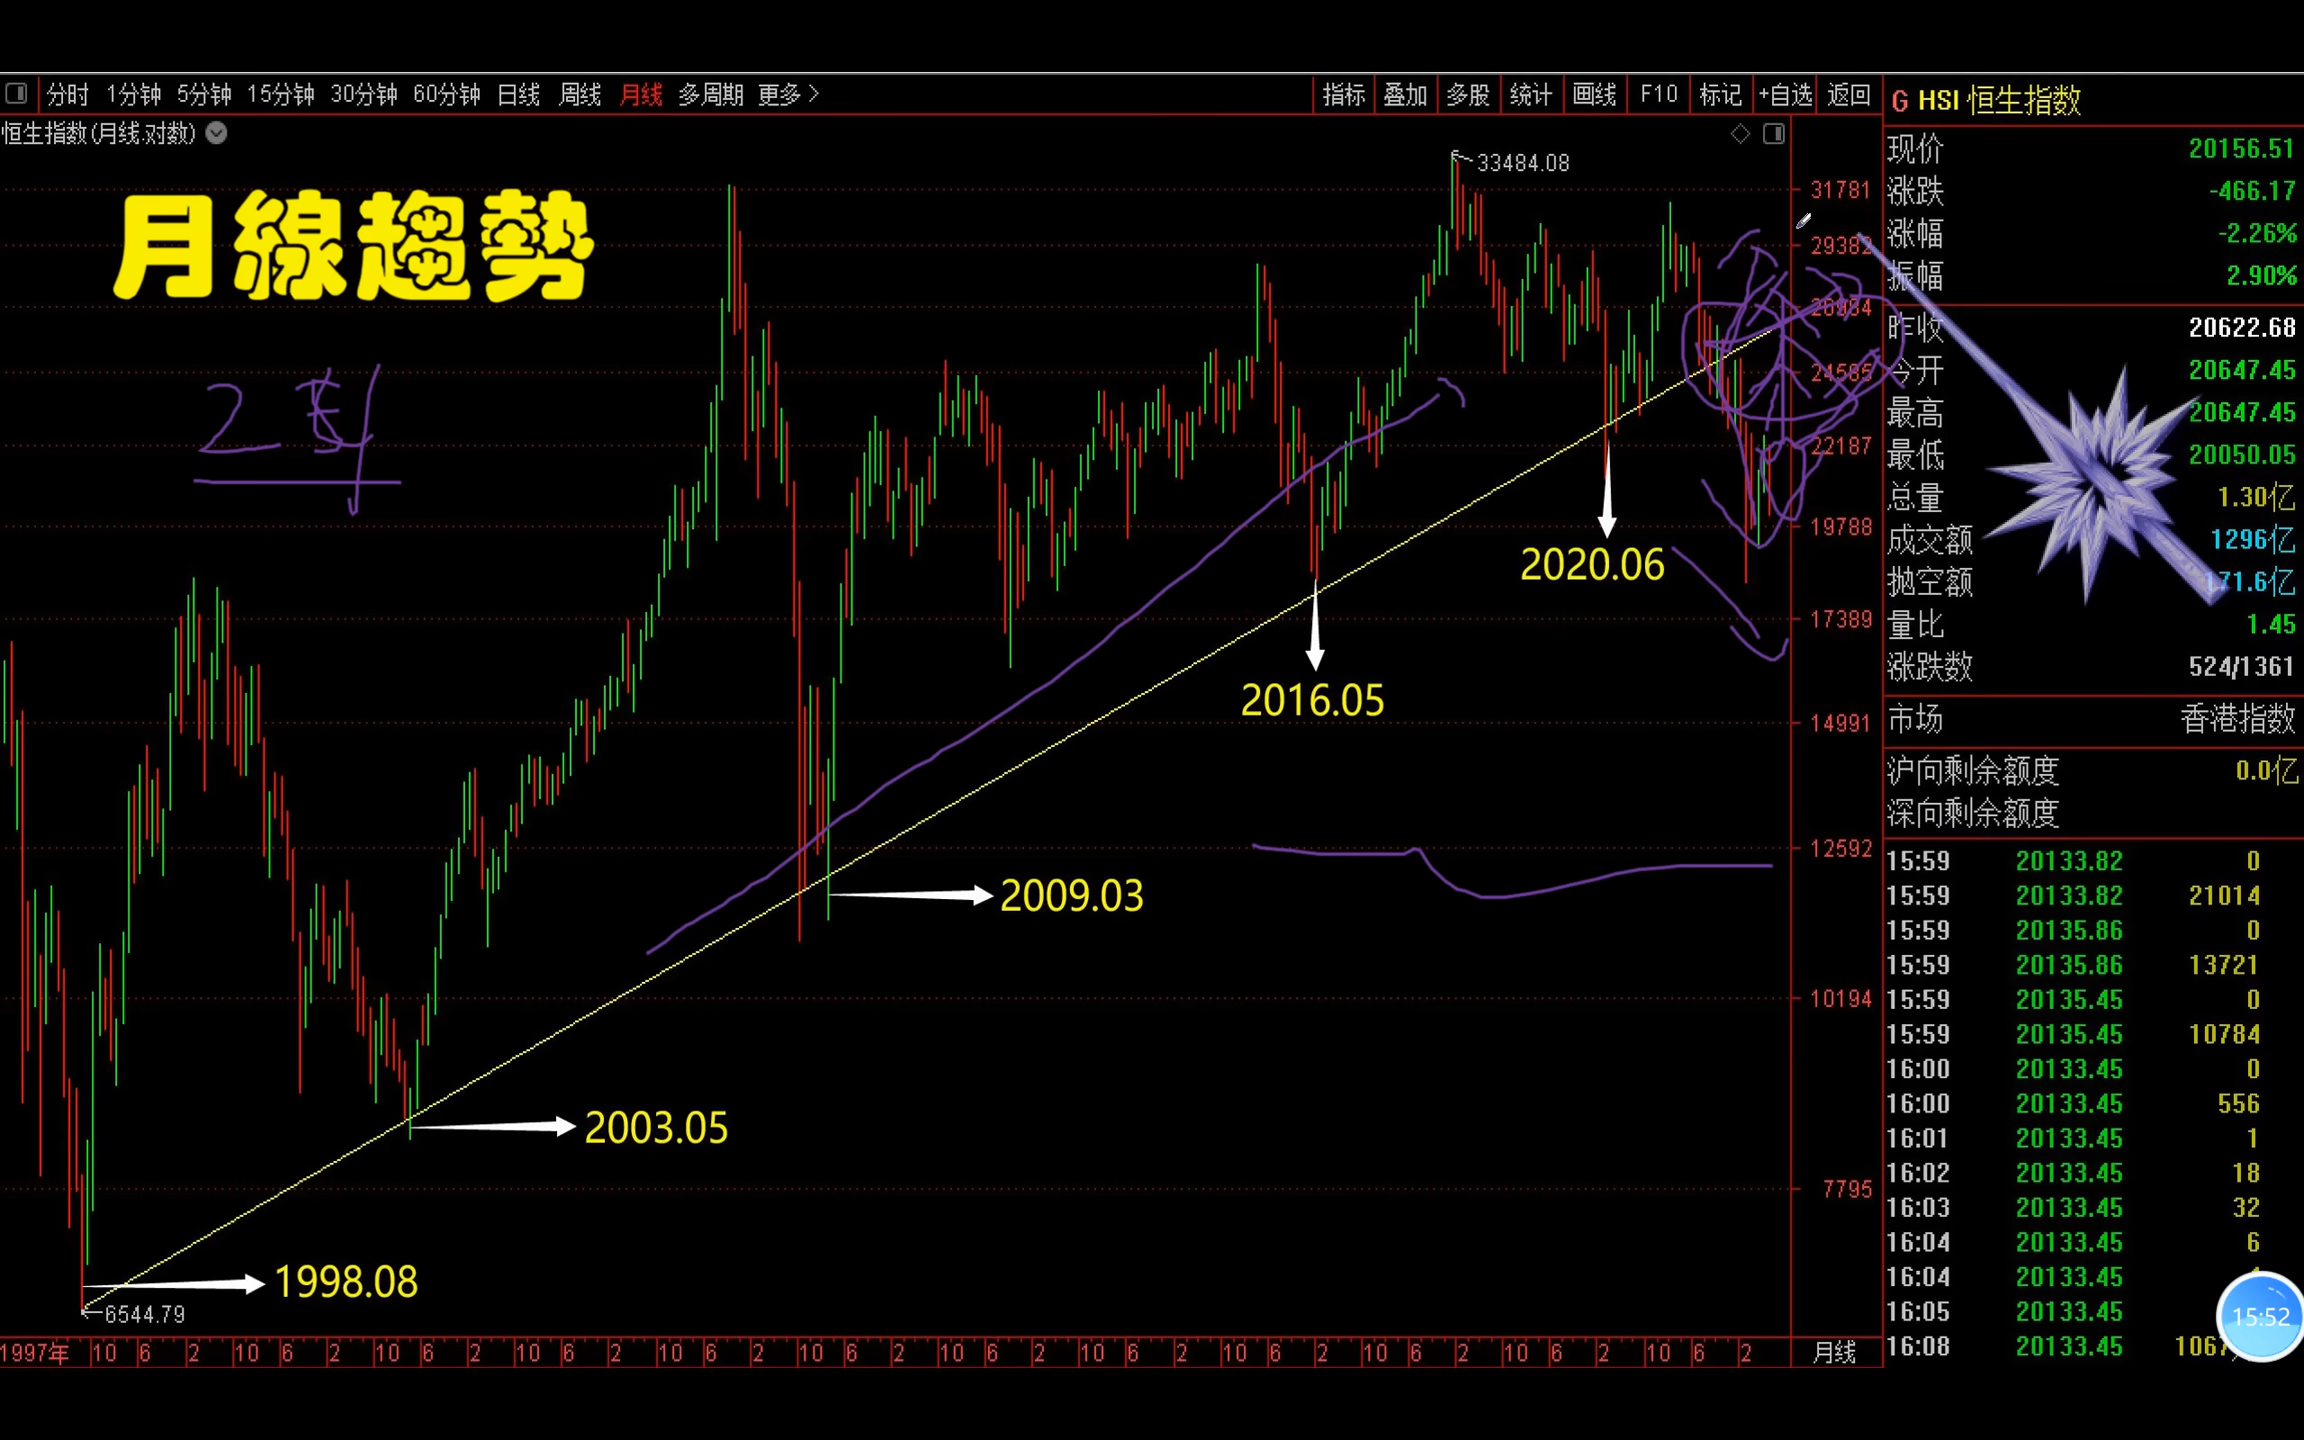 分时 1分钟 5分钟 15分钟 30分钟 60分钟 日线 周线 月线 多周期 更多>
指标 叠加 多股 统计 画线 F10 标记 +自选 返回
恒生指数(月线.对数)
月線趨勢
33484.08
2020.06
2016.05
2009.03
2003.05
1998.08
6544.79
31781
29382
26984
24585
22187
19788
17389
14991
12592
10194
7795
1997年 10 6 2 10 6 2 10 6 2 10 6 2 10 6 2 10 6 2 10 6 2 10 6 2 10 6 2 10 6 2 10 6 2 10 6 2 月线
G HSI 恒生指数
现价 20156.51
涨跌 -466.17
涨幅 -2.26%
振幅 2.90%
昨收 20622.68
今开 20647.45
最高 20647.45
最低 20050.05
总量 1.30亿
成交额 1296亿
抛空额 171.6亿
量比 1.45
涨跌数 524/1361
市场 香港指数
沪向剩余额度 0.0亿
深向剩余额度
15:59 20133.82 0
15:59 20133.82 21014
15:59 20135.86 0
15:59 20135.86 13721
15:59 20135.45 0
15:59 20135.45 10784
16:00 20133.45 0
16:00 20133.45 556
16:01 20133.45 1
16:02 20133.45 18
16:03 20133.45 32
16:04 20133.45 6
16:04 20133.45
16:05 20133.45
16:08 20133.45
15:52